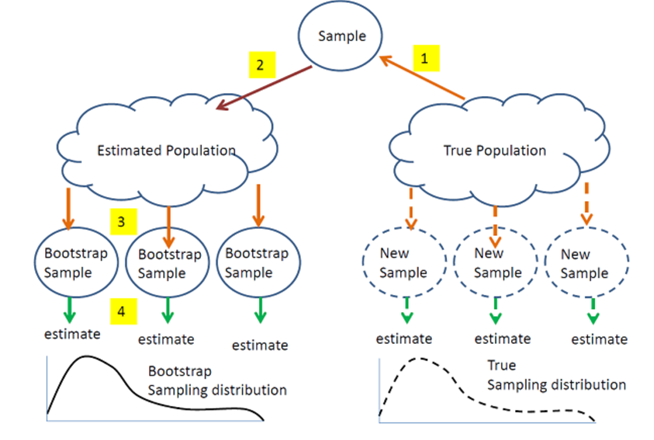 Sample
2
1
Estimated Population
True Population
3
Bootstrap
Sample
Bootstrap
Sample
Bootstrap
Sample
New
Sample
New
Sample
New
Sample
4
estimate
estimate
estimate
estimate
estimate
estimate
Bootstrap
Sampling distribution
True
Sampling distribution